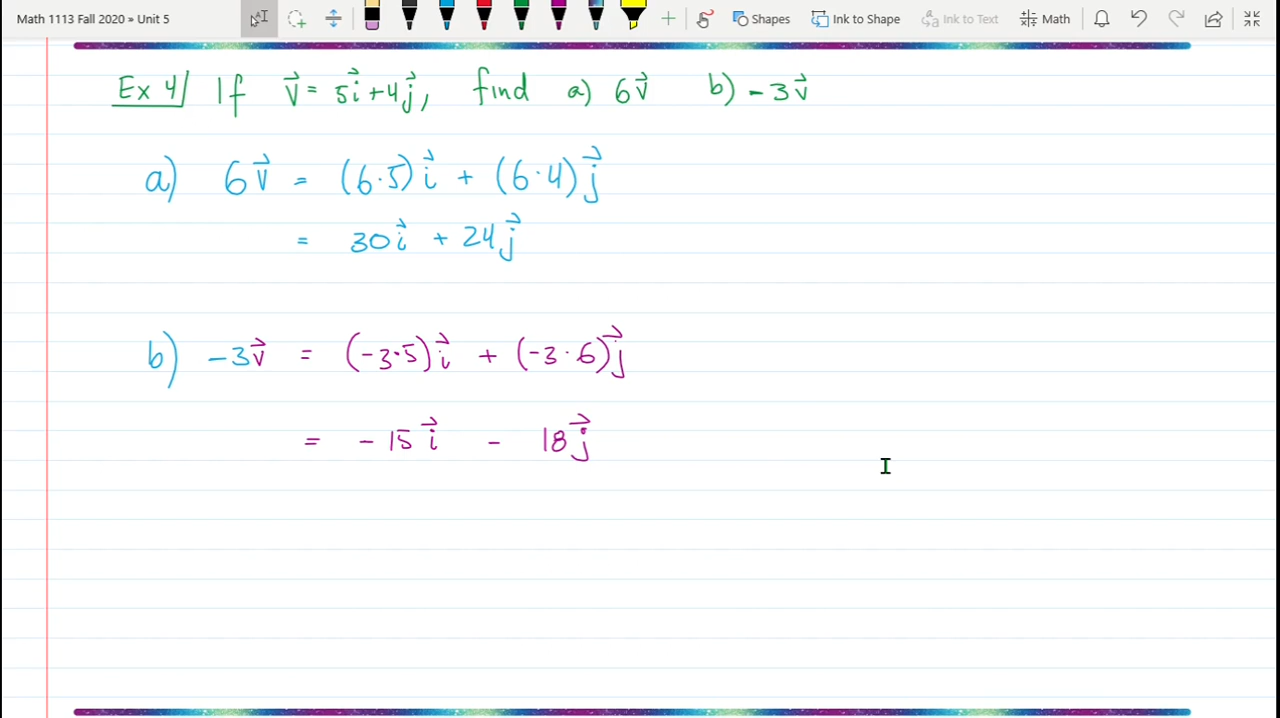 Math 1113 Fall 2020 » Unit 5
Shapes
Ink to Shape
Ink to Text
Math
Ex 4/ If v⃗ = 5i⃗ + 4j⃗, find a) 6v⃗ b) -3v⃗
a) 6v⃗ = (6·5)i⃗ + (6·4)j⃗
= 30i⃗ + 24j⃗
b) -3v⃗ = (-3·5)i⃗ + (-3·6)j⃗
= -15i⃗ - 18j⃗